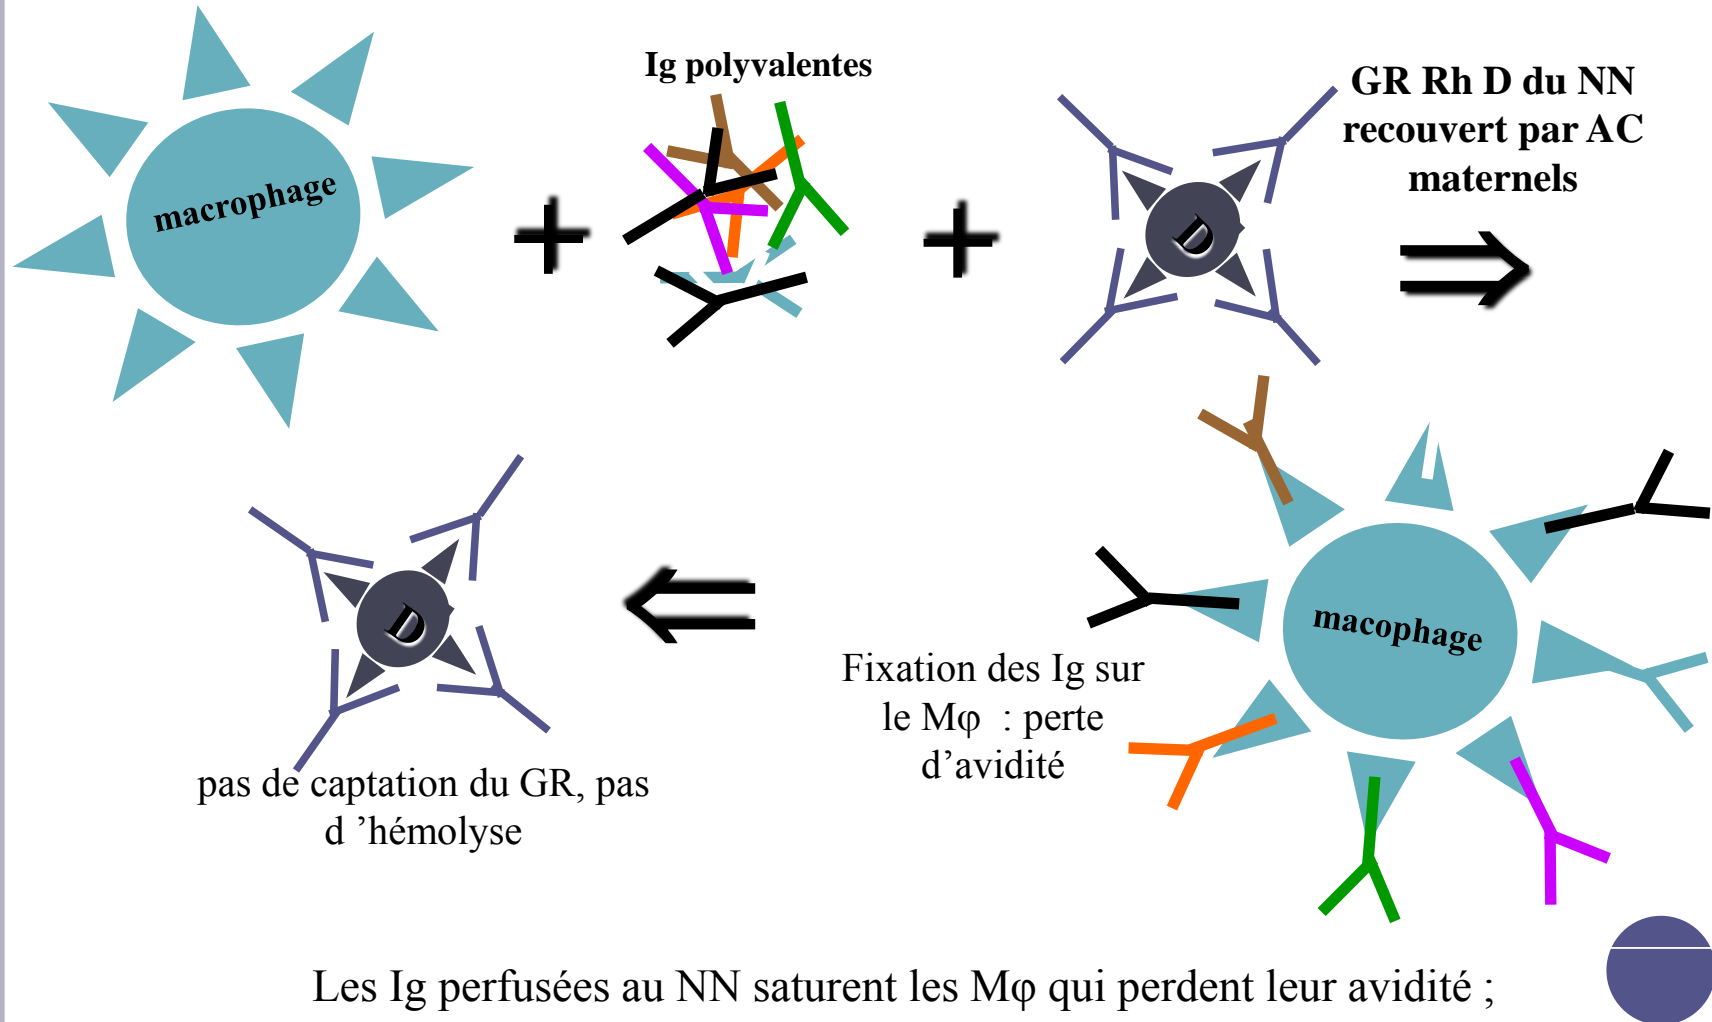 Ig polyvalentes
macrophage
GR Rh D du NN
recouvert par AC
maternels
D
macophage
Fixation des Ig sur
le Mφ : perte
d’avidité
D
pas de captation du GR, pas
d ’hémolyse
Les Ig perfusées au NN saturent les Mφ qui perdent leur avidité ;